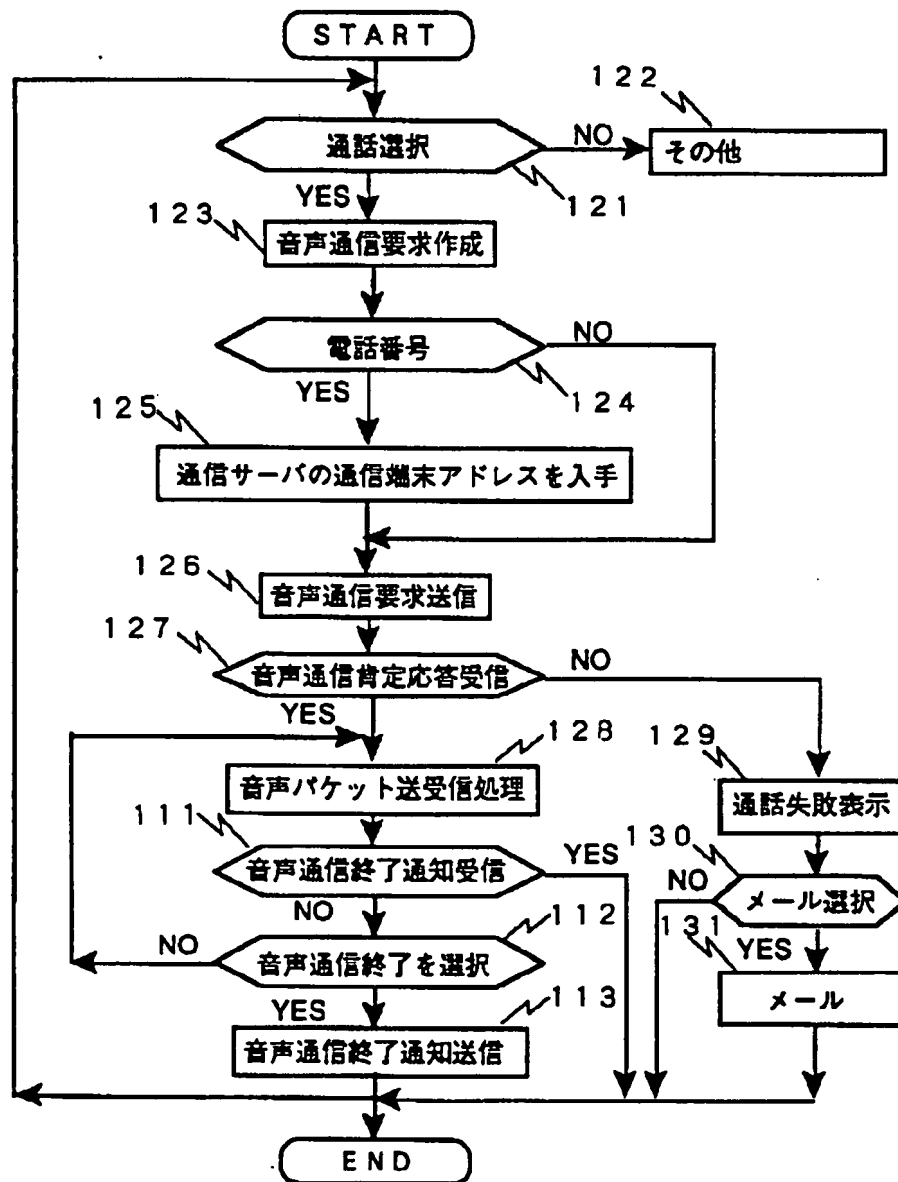 START
122
通話選択
NO
その他
121
YES
123
音声通信要求作成
電話番号
NO
124
YES
125
通信サーバの通信端末アドレスを入手
126
音声通信要求送信
127
音声通信肯定応答受信
NO
YES
128
129
音声パケット送受信処理
通話失敗表示
111
130
音声通信終了通知受信
YES
NO
メール選択
NO
112
131
YES
NO
音声通信終了を選択
YES
113
メール
音声通信終了通知送信
END